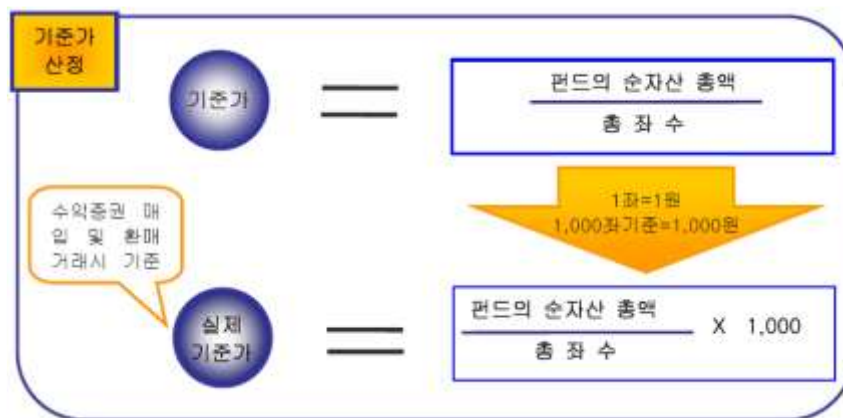 기준가
산정
기준가
펀드의 순자산 총액
총 좌 수
1좌=1원
1,000좌기준=1,000원
수익증권 매
입 및 환매
거래시 기준
실제
기준가
펀드의 순자산 총액
총 좌 수
X 1,000